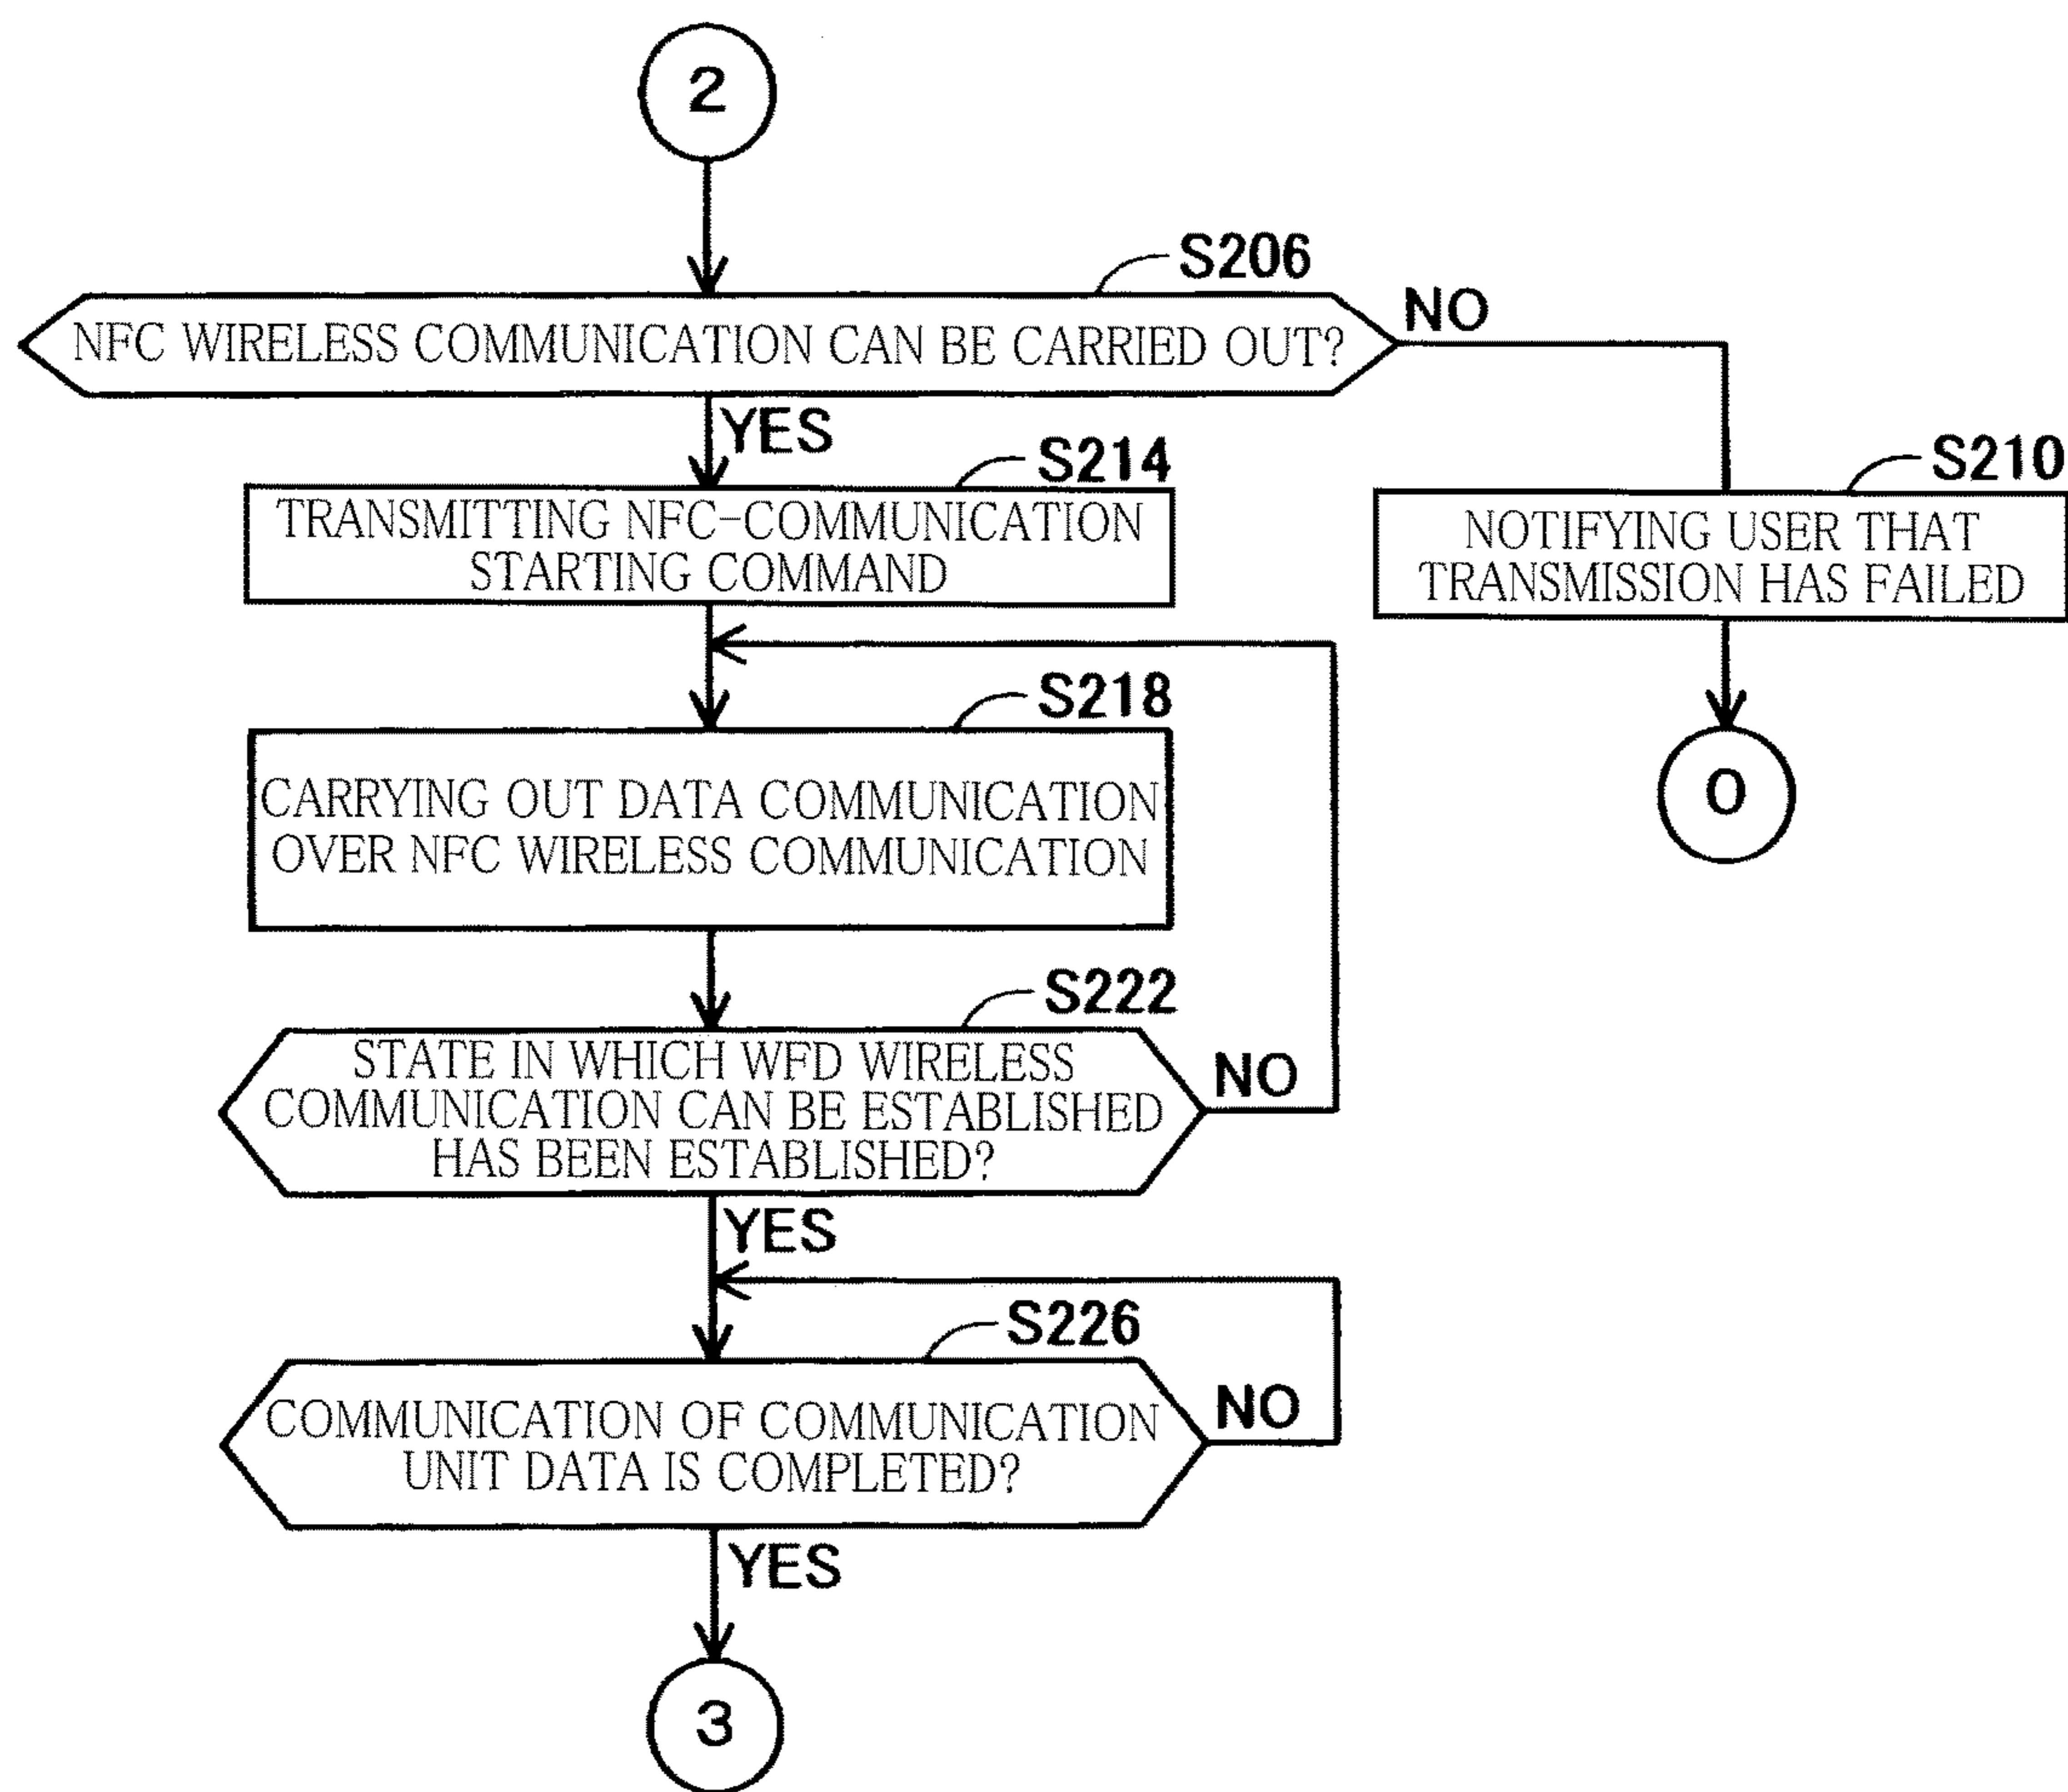 2
S206
NFC WIRELESS COMMUNICATION CAN BE CARRIED OUT?
NO
YES
S214
TRANSMITTING NFC-COMMUNICATION
STARTING COMMAND
S210
NOTIFYING USER THAT
TRANSMISSION HAS FAILED
0
S218
CARRYING OUT DATA COMMUNICATION
OVER NFC WIRELESS COMMUNICATION
S222
STATE IN WHICH WFD WIRELESS
COMMUNICATION CAN BE ESTABLISHED
HAS BEEN ESTABLISHED?
NO
YES
S226
COMMUNICATION OF COMMUNICATION
UNIT DATA IS COMPLETED?
NO
YES
3